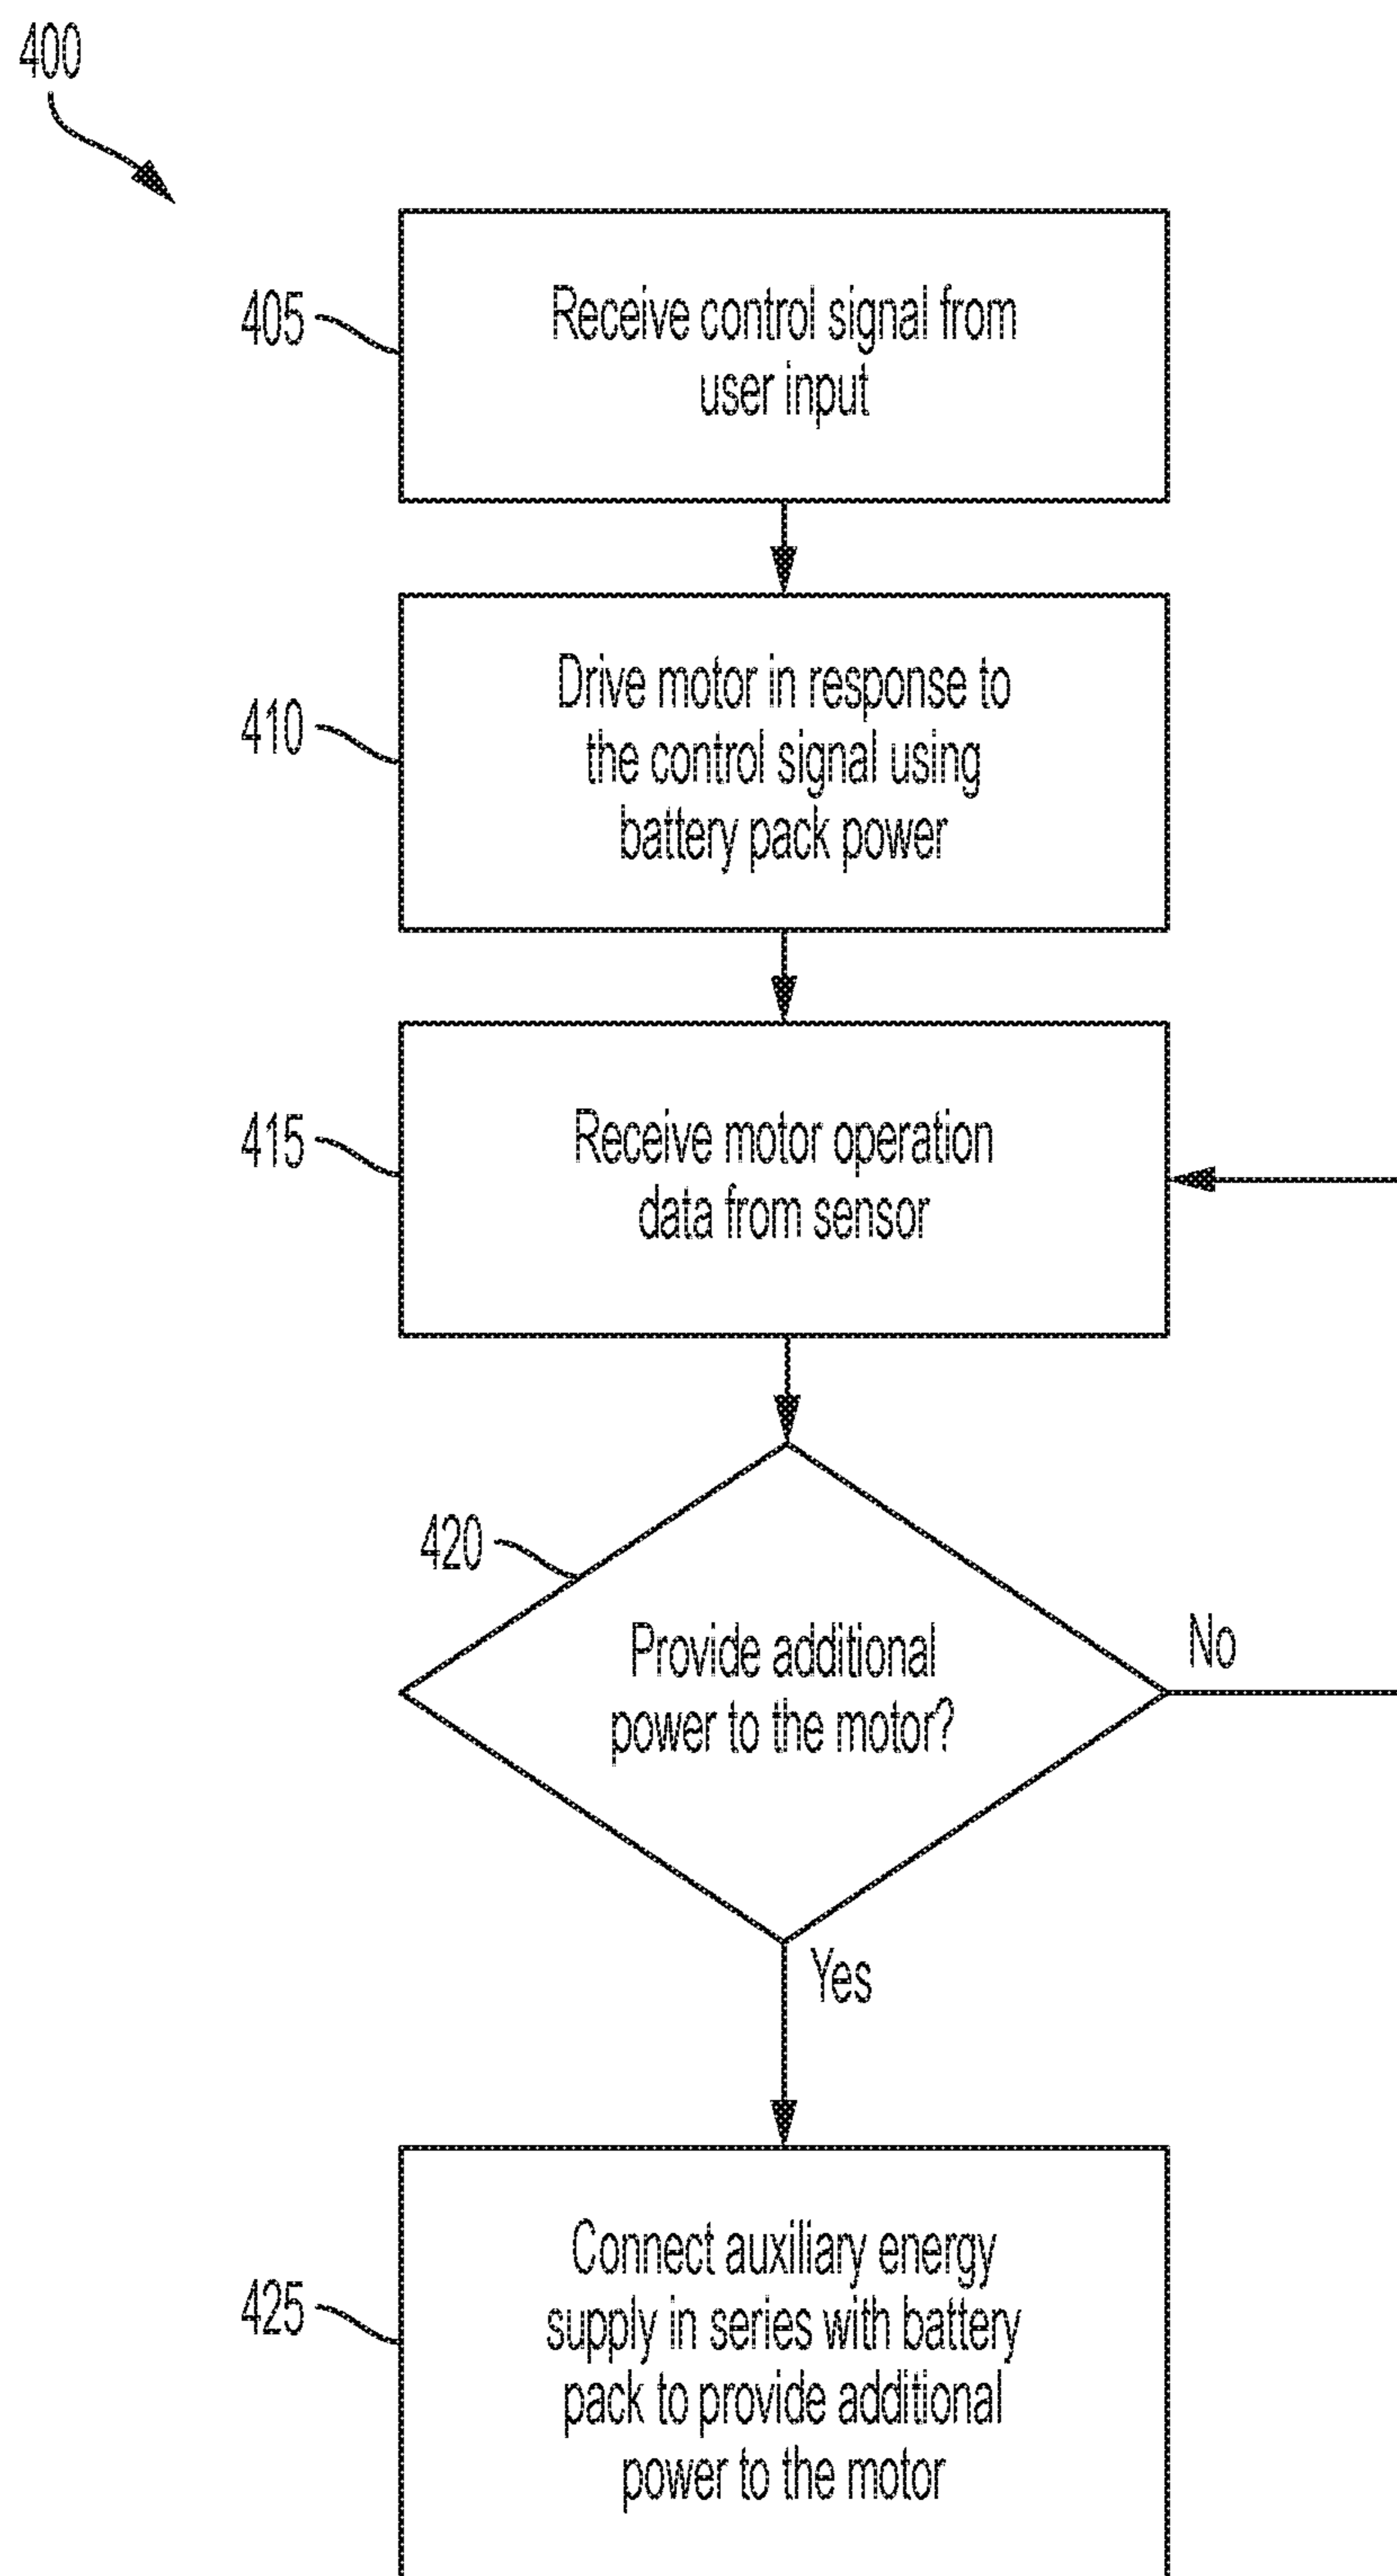 400
405
Receive control signal from
user input
410
Drive motor in response to
the control signal using
battery pack power
415
Receive motor operation
data from sensor
420
Provide additional
power to the motor?
No
Yes
425
Connect auxiliary energy
supply in series with battery
pack to provide additional
power to the motor